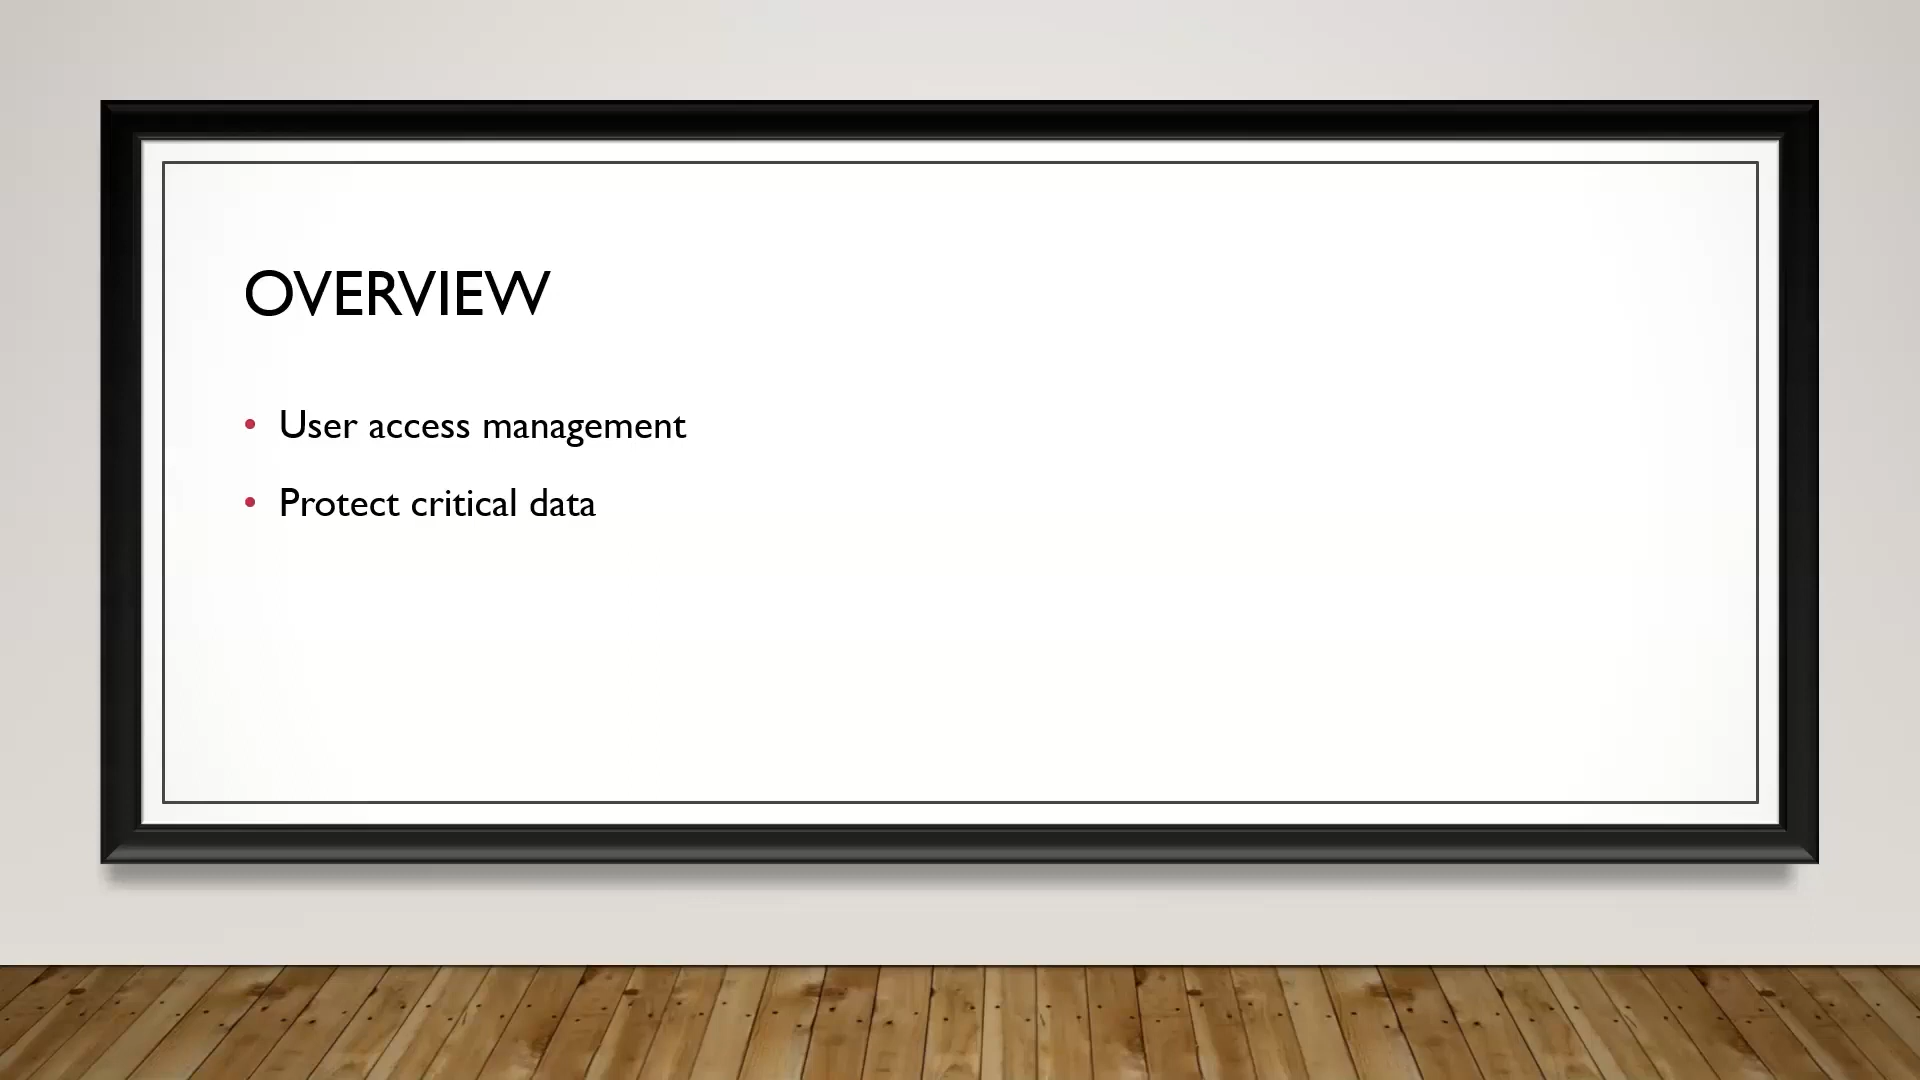 OVERVIEW
• User access management
• Protect critical data